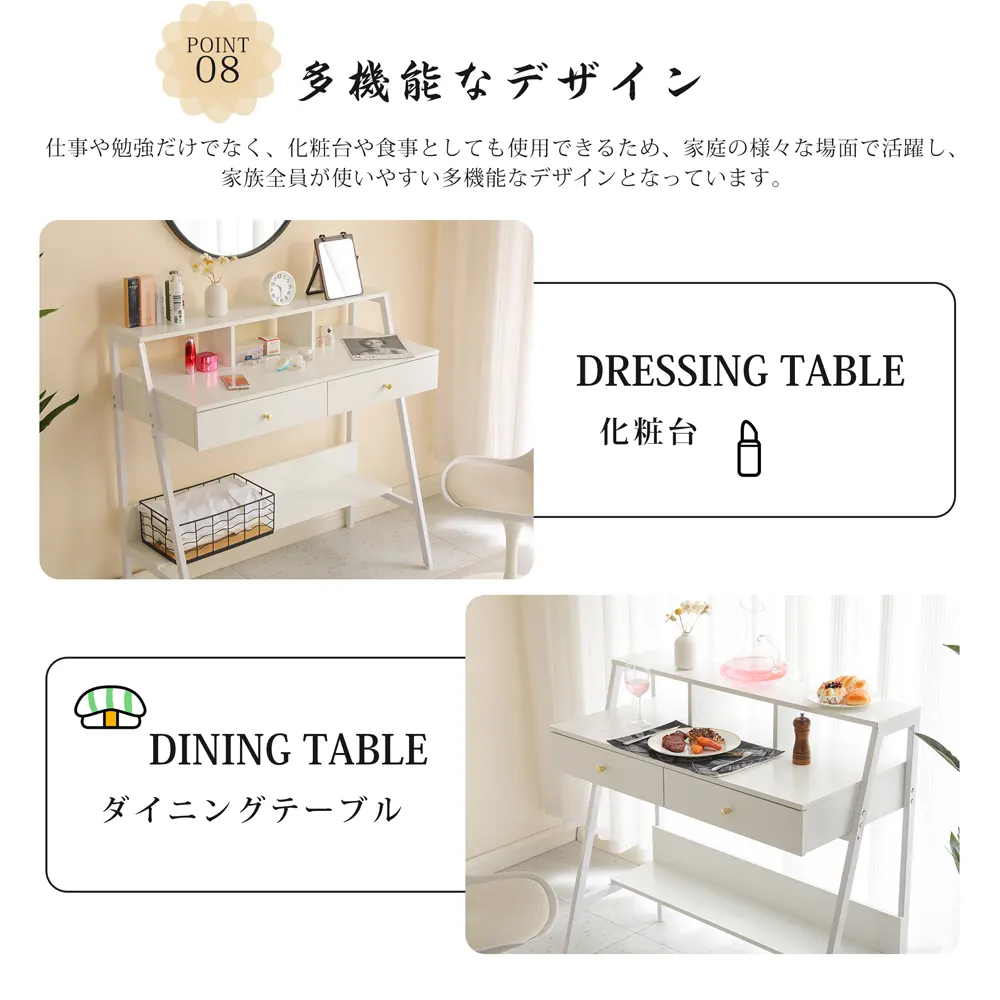 POINT
08
多機能なデザイン
仕事や勉強だけでなく、化粧台や食事としても使用できるため、家庭の様々な場面で活躍し、
家族全員が使いやすい多機能なデザインとなっています。
DRESSING TABLE
化粧台
DINING TABLE
ダイニングテーブル